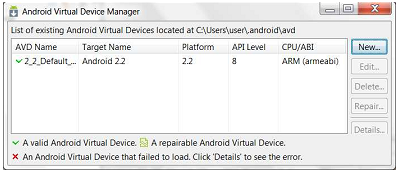 Android Virtual Device Manager
List of existing Android Virtual Devices located at C:\Users\user\.android\avd
AVD Name Target Name Platform API Level CPU/ABI
2_2_Default_... Android 2.2 2.2 8 ARM (armeabi)
New...
Edit...
Delete...
Repair...
Details...
A valid Android Virtual Device. A repairable Android Virtual Device.
An Android Virtual Device that failed to load. Click 'Details' to see the error.